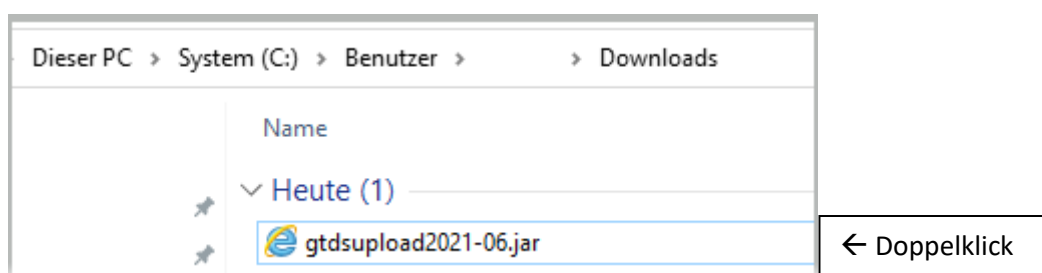 Dieser PC > System (C:) > Benutzer > > Downloads
Name
Heute (1)
gtdsupload2021-06.jar
← Doppelklick